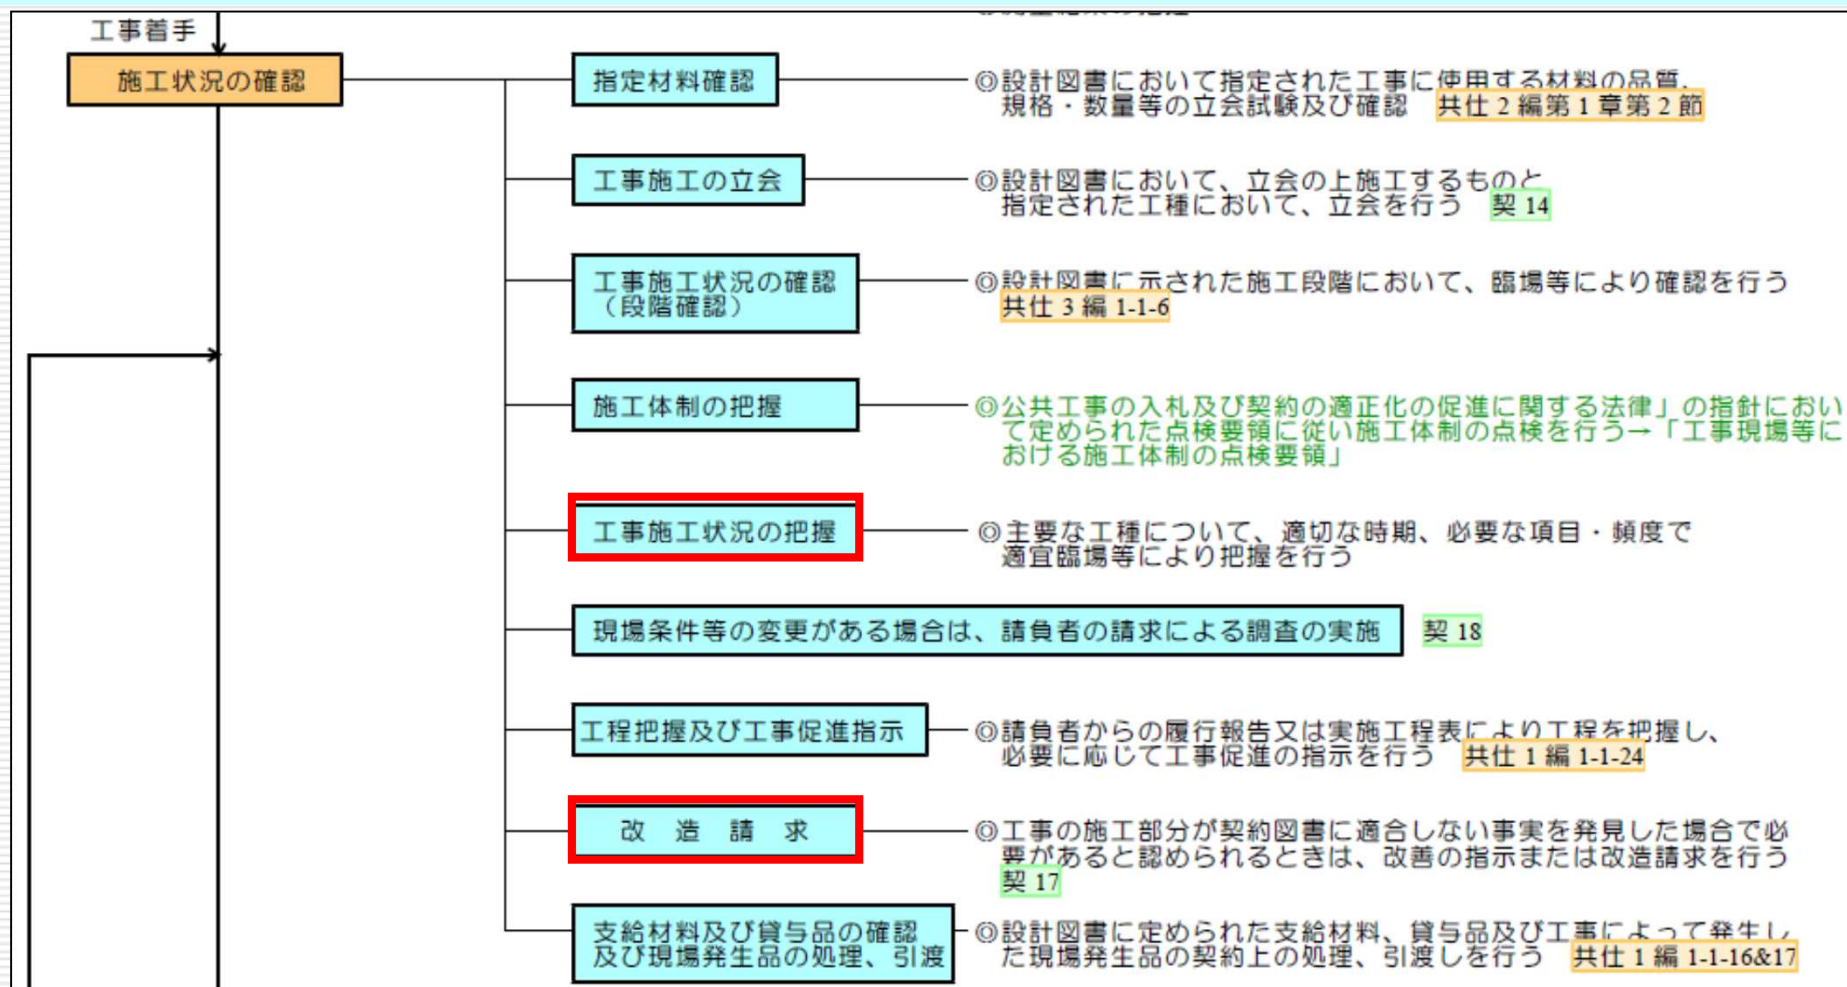 工事着手
施工状況の確認
指定材料確認
◎設計図書において指定された工事に使用する材料の品質、
規格・数量等の立会試験及び確認 共仕 2 編第 1 章第 2 節
工事施工の立会
◎設計図書において、立会の上施工するものと
指定された工種において、立会を行う 契 14
工事施工状況の確認
（段階確認）
◎設計図書に示された施工段階において、臨場等により確認を行う
共仕 3 編 1-1-6
施工体制の把握
◎公共工事の入札及び契約の適正化の促進に関する法律」の指針におい
て定められた点検要領に従い施工体制の点検を行う→「工事現場等に
おける施工体制の点検要領」
工事施工状況の把握
◎主要な工種について、適切な時期、必要な項目・頻度で
適宜臨場等により把握を行う
現場条件等の変更がある場合は、請負者の請求による調査の実施 契 18
工程把握及び工事促進指示
◎請負者からの履行報告又は実施工程表により工程を把握し、
必要に応じて工事促進の指示を行う 共仕 1 編 1-1-24
改 造 請 求
◎工事の施工部分が契約図書に適合しない事実を発見した場合で必
要があると認められるときは、改善の指示または改造請求を行う
契 17
支給材料及び貸与品の確認
及び現場発生品の処理、引渡
◎設計図書に定められた支給材料、貸与品及び工事によって発生し
た現場発生品の契約上の処理、引渡しを行う 共仕 1 編 1-1-16&17